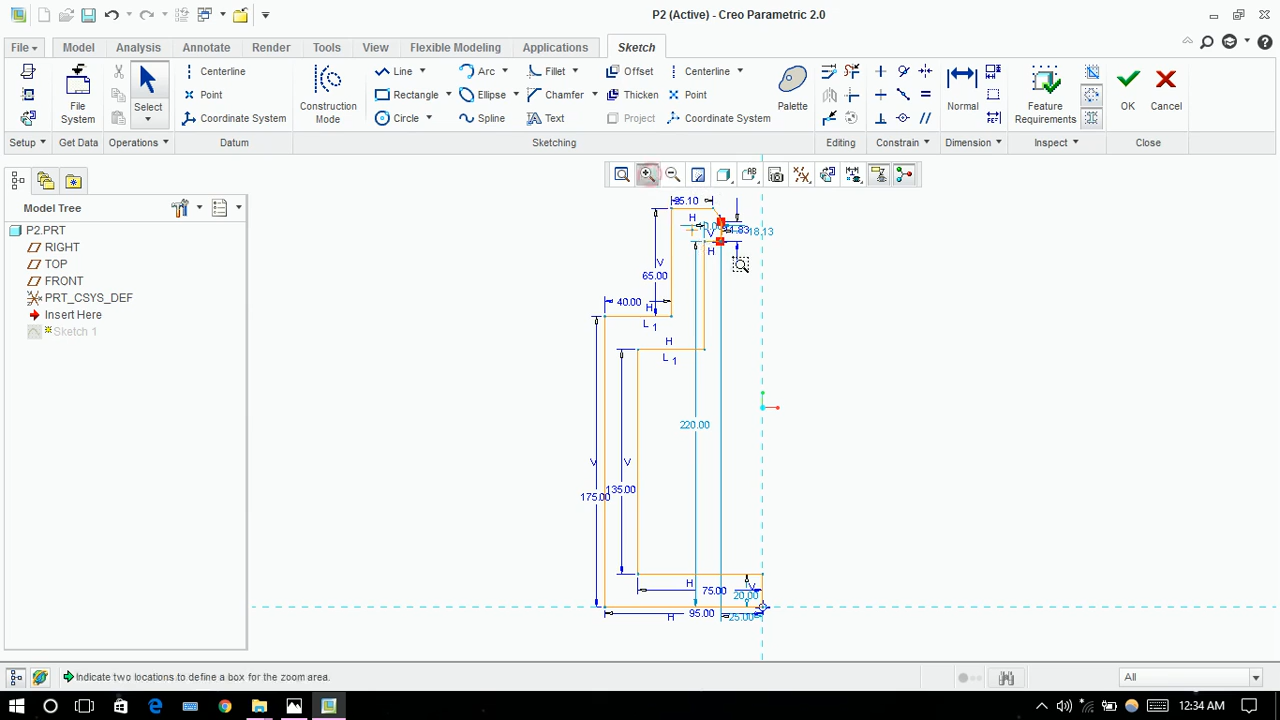 P2 (Active) - Creo Parametric 2.0
File Model Analysis Annotate Render Tools View Flexible Modeling Applications Sketch
Centerline Line Arc Fillet Offset Centerline
Point Rectangle Ellipse Chamfer Thicken Point
Coordinate System Circle Spline Text Project Coordinate System
File System
Select
Construction Mode
Palette
Normal
Feature Requirements
OK
Cancel
Setup Get Data Operations Datum Sketching Editing Constrain Dimension Inspect Close
Model Tree
P2.PRT
RIGHT
TOP
FRONT
PRT_CSYS_DEF
Insert Here
Sketch 1
H
18.13
V
H
V
65.00
40.00
H
L 1
H
L 1
220.00
V
V
135.00
175.00
H
75.00
V
20.00
95.00
H
25.00
Indicate two locations to define a box for the zoom area.
All
12:34 AM